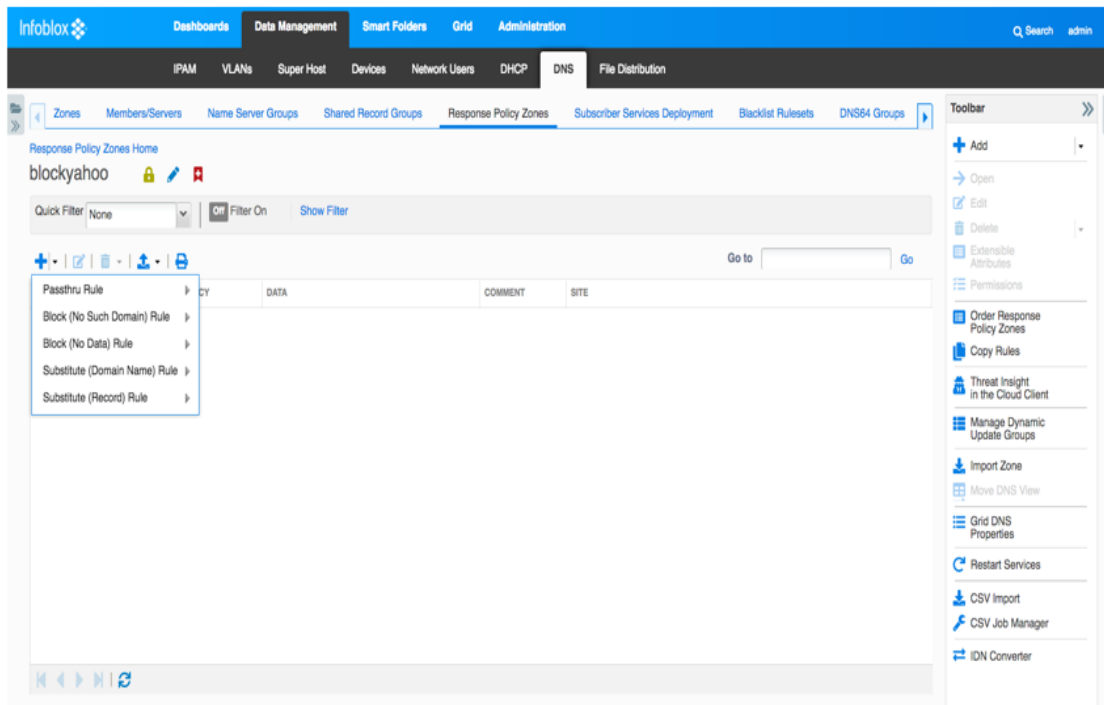 Infoblox Dashboards Data Management Smart Folders Grid Administration Search admin
IPAM VLANs Super Host Devices Network Users DHCP DNS File Distribution
Zones Members/Servers Name Server Groups Shared Record Groups Response Policy Zones Subscriber Services Deployment Blacklist Rulesets DNS64 Groups
Response Policy Zones Home
blockyahoo
Quick Filter None Off Filter On Show Filter
Go to Go
CY DATA COMMENT SITE
Passthru Rule
Block (No Such Domain) Rule
Block (No Data) Rule
Substitute (Domain Name) Rule
Substitute (Record) Rule
Toolbar
Add
Open
Edit
Delete
Extensible
Attributes
Permissions
Order Response
Policy Zones
Copy Rules
Threat Insight
in the Cloud Client
Manage Dynamic
Update Groups
Import Zone
Move DNS View
Grid DNS
Properties
Restart Services
CSV Import
CSV Job Manager
IDN Converter